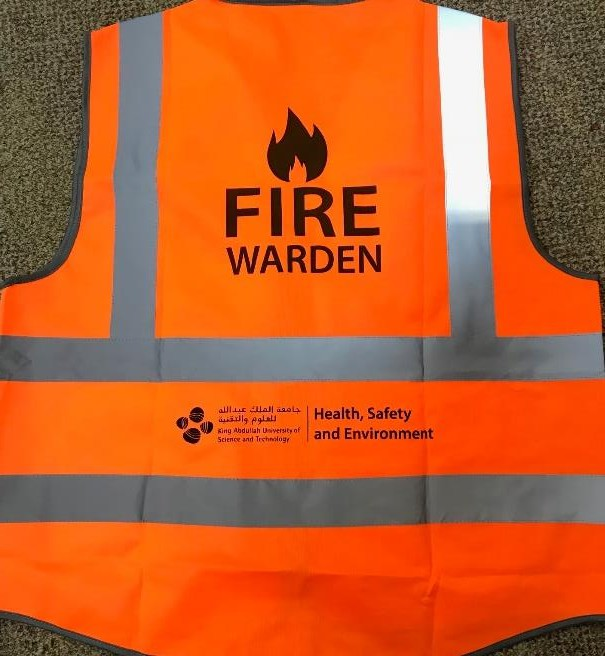 FIRE
WARDEN
جامعة الملك عبدالله
للعلوم والتقنية
King Abdullah University of
Science and Technology
Health, Safety
and Environment